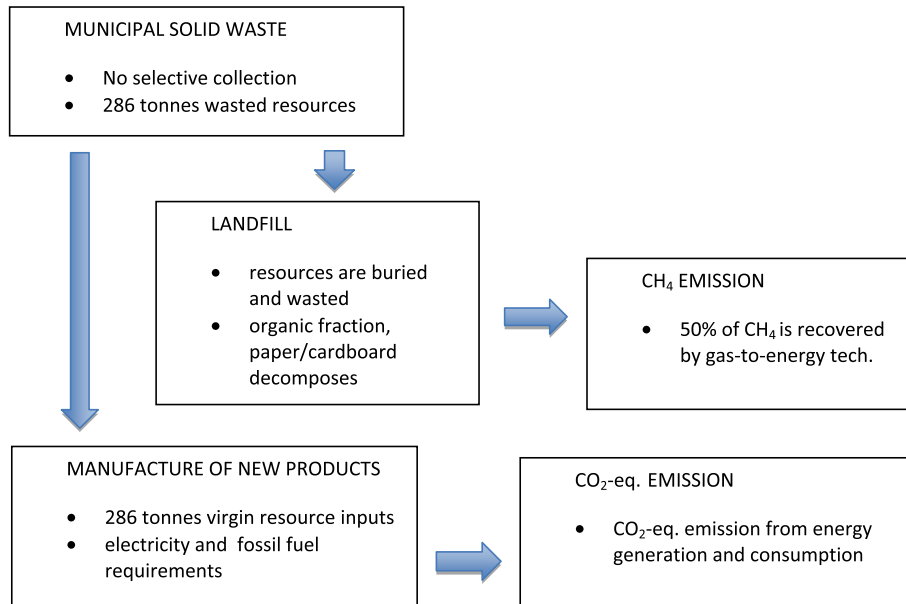 MUNICIPAL SOLID WASTE
• No selective collection
• 286 tonnes wasted resources
LANDFILL
• resources are buried
and wasted
• organic fraction,
paper/cardboard
decomposes
CH₄ EMISSION
• 50% of CH₄ is recovered
by gas-to-energy tech.
MANUFACTURE OF NEW PRODUCTS
• 286 tonnes virgin resource inputs
• electricity and fossil fuel
requirements
CO₂-eq. EMISSION
• CO₂-eq. emission from energy
generation and consumption